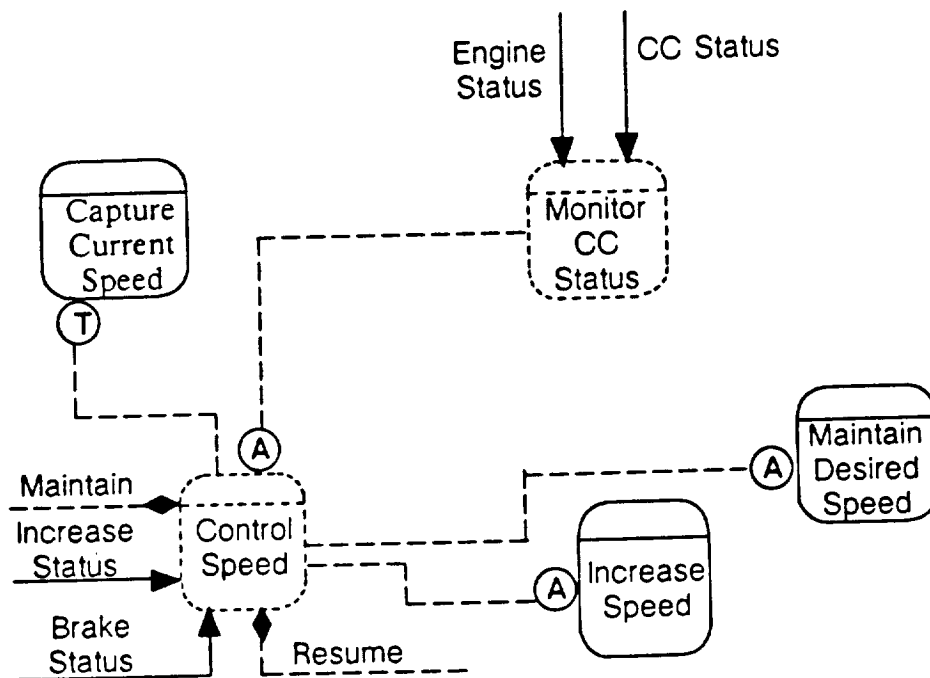 Engine
Status
CC Status
Capture
Current
Speed
T
Monitor
CC
Status
A
Maintain
Increase
Status
Brake
Status
Control
Speed
Resume
A
Increase
Speed
A
Maintain
Desired
Speed